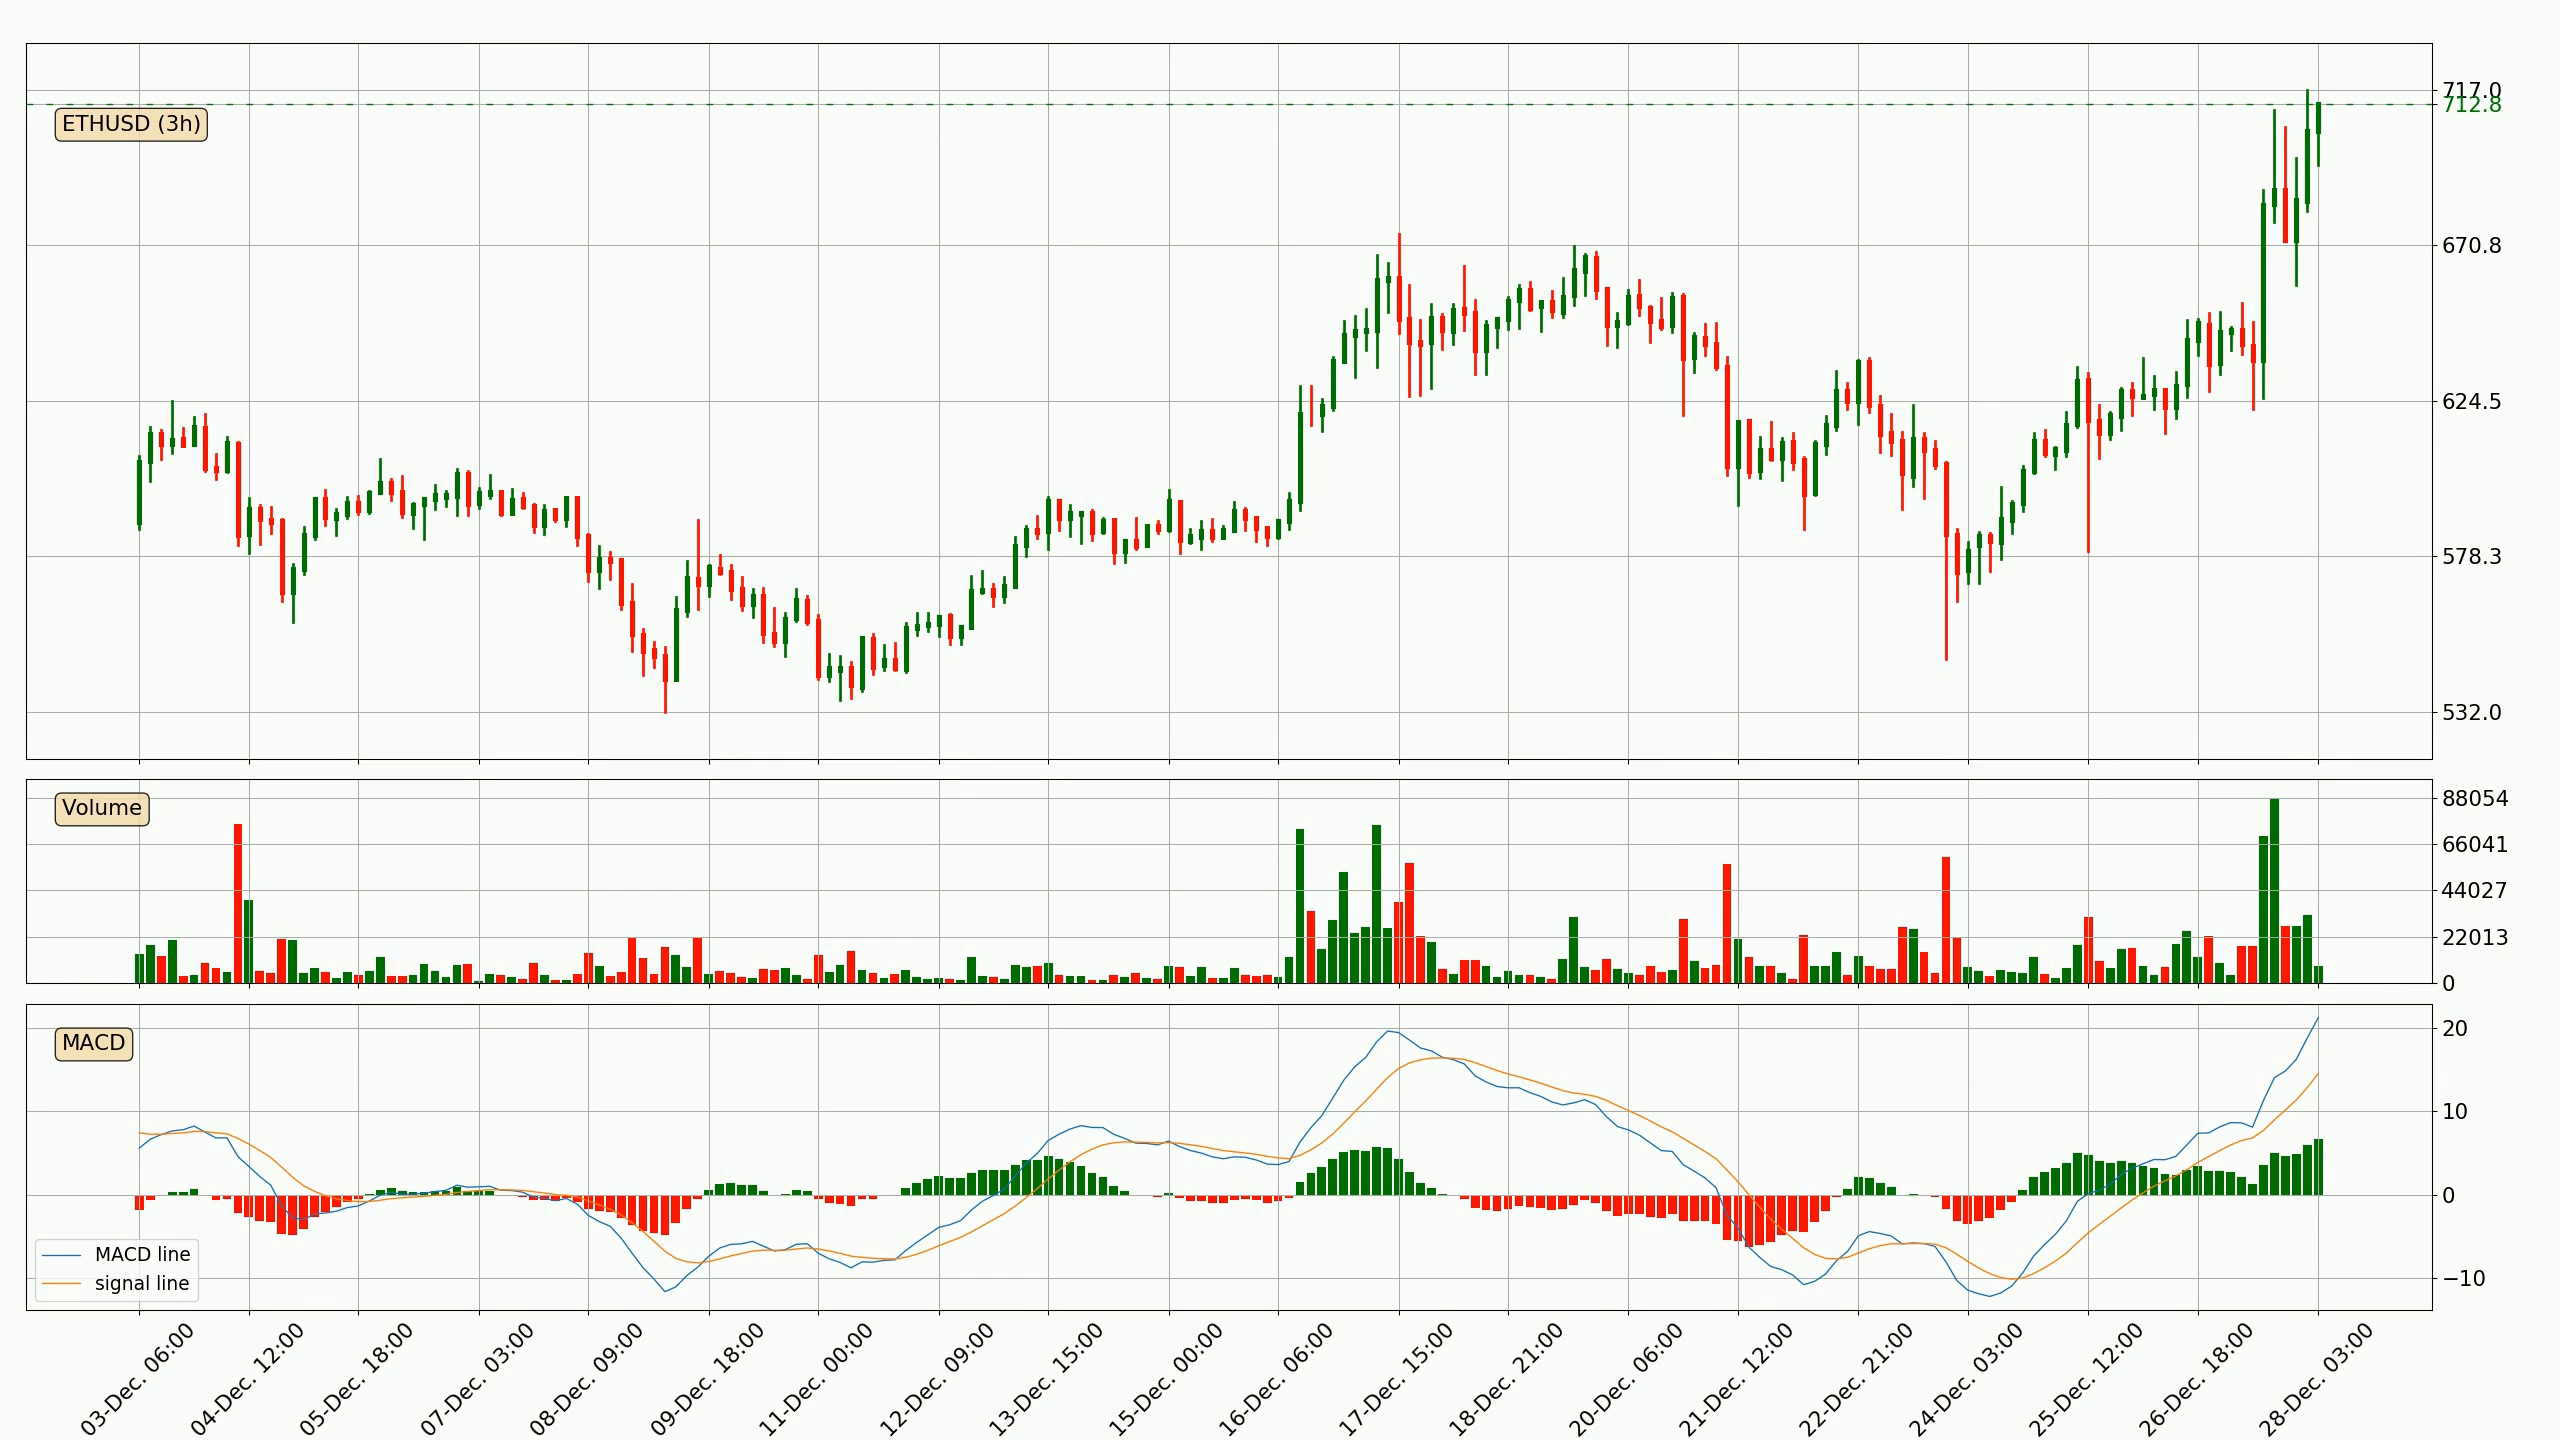 ETHUSD (3h)
717.0
712.8
670.8
624.5
578.3
532.0
Volume
88054
66041
44027
22013
0
MACD
20
10
0
−10
MACD line
signal line
03-Dec. 06:00
04-Dec. 12:00
05-Dec. 18:00
07-Dec. 03:00
08-Dec. 09:00
09-Dec. 18:00
11-Dec. 00:00
12-Dec. 09:00
13-Dec. 15:00
15-Dec. 00:00
16-Dec. 06:00
17-Dec. 15:00
18-Dec. 21:00
20-Dec. 06:00
21-Dec. 12:00
22-Dec. 21:00
24-Dec. 03:00
25-Dec. 12:00
26-Dec. 18:00
28-Dec. 03:00